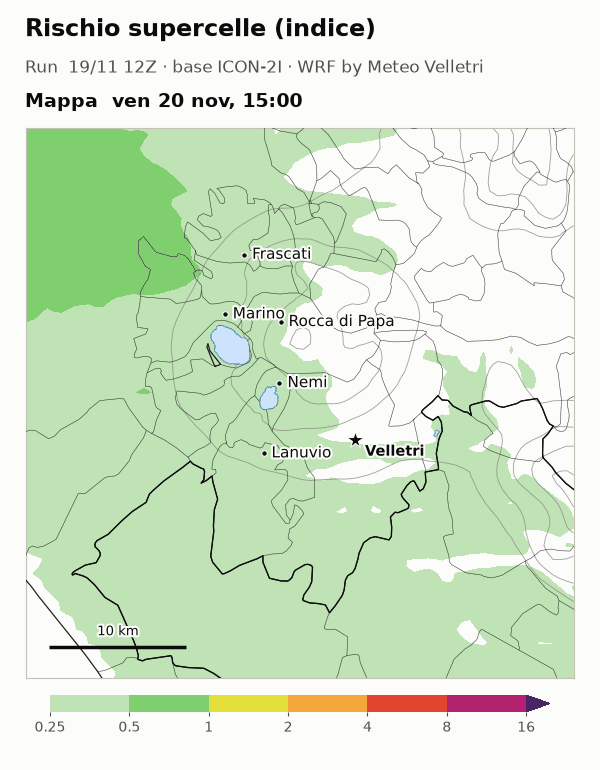 Rischio supercelle (indice)
Run  19/11 12Z · base ICON-2I · WRF by Meteo Velletri
Mappa  ven 20 nov, 15:00
Frascati
Marino
Rocca di Papa
Nemi
Velletri
Lanuvio
10 km
0.25 0.5 1 2 4 8 16